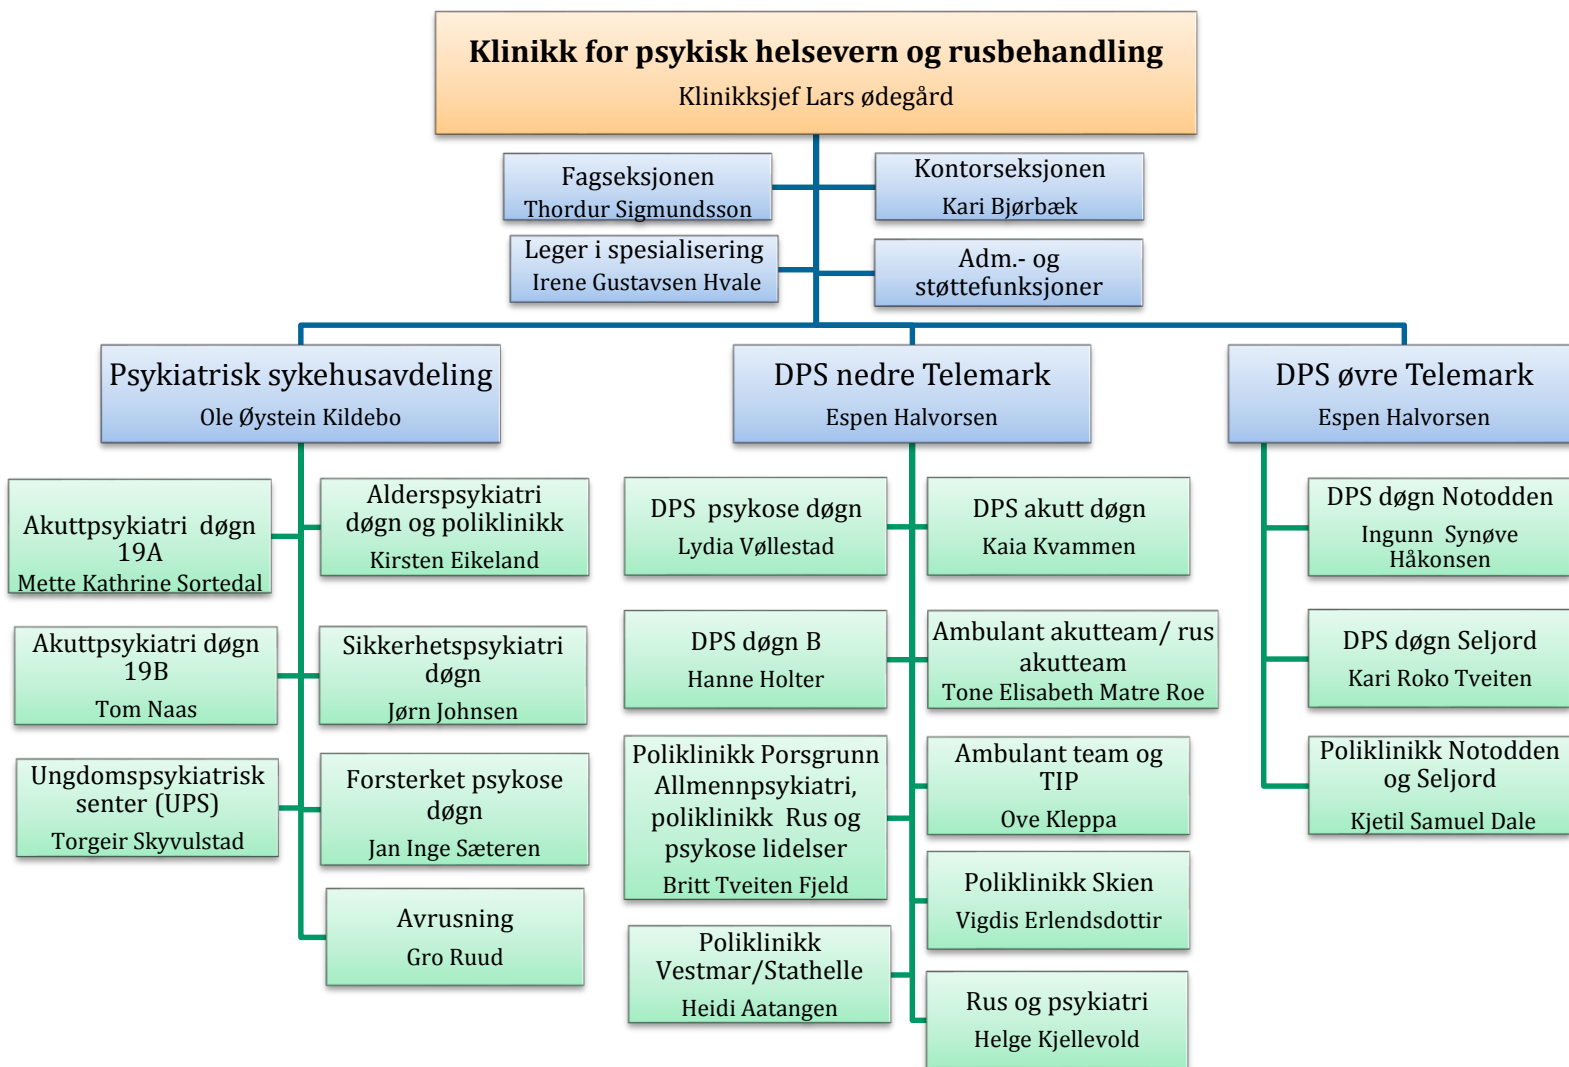 Klinikk for psykisk helsevern og rusbehandling
Klinikksjef Lars ødegård
Fagseksjonen
Thordur Sigmundsson
Kontorseksjonen
Kari Bjørbæk
Leger i spesialisering
Irene Gustavsen Hvale
Adm.- og
støttefunksjoner
Psykiatrisk sykehusavdeling
Ole Øystein Kildebo
DPS nedre Telemark
Espen Halvorsen
DPS øvre Telemark
Espen Halvorsen
Akuttpsykiatri døgn
19A
Mette Kathrine Sortedal
Alderspsykiatri
døgn og poliklinikk
Kirsten Eikeland
Akuttpsykiatri døgn
19B
Tom Naas
Sikkerhetspsykiatri
døgn
Jørn Johnsen
Ungdomspsykiatrisk
senter (UPS)
Torgeir Skyvulstad
Forsterket psykose
døgn
Jan Inge Sæteren
Avrusning
Gro Ruud
DPS psykose døgn
Lydia Vøllestad
DPS akutt døgn
Kaia Kvammen
DPS døgn B
Hanne Holter
Ambulant akutteam/ rus
akutteam
Tone Elisabeth Matre Roe
Poliklinikk Porsgrunn
Allmennpsykiatri,
poliklinikk Rus og
psykose lidelser
Britt Tveiten Fjeld
Ambulant team og
TIP
Ove Kleppa
Poliklinikk Skien
Vigdis Erlendsdottir
Poliklinikk
Vestmar/Stathelle
Heidi Aatangen
Rus og psykiatri
Helge Kjellevold
DPS døgn Notodden
Ingunn Synøve
Håkonsen
DPS døgn Seljord
Kari Roko Tveiten
Poliklinikk Notodden
og Seljord
Kjetil Samuel Dale